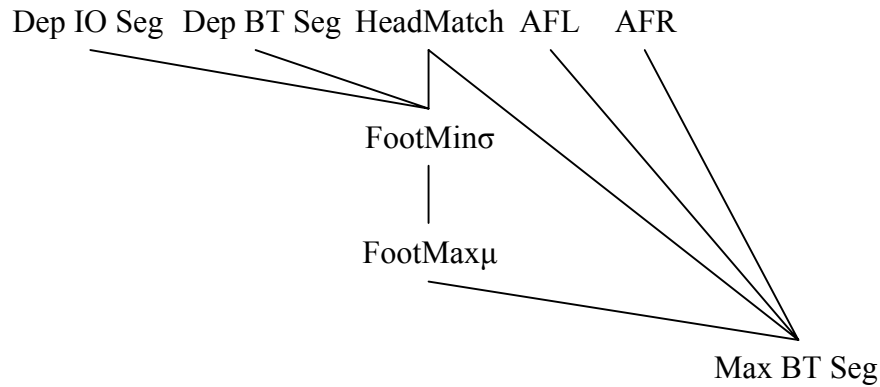 Dep IO Seg Dep BT Seg HeadMatch AFL AFR
FootMinσ
FootMaxμ
Max BT Seg